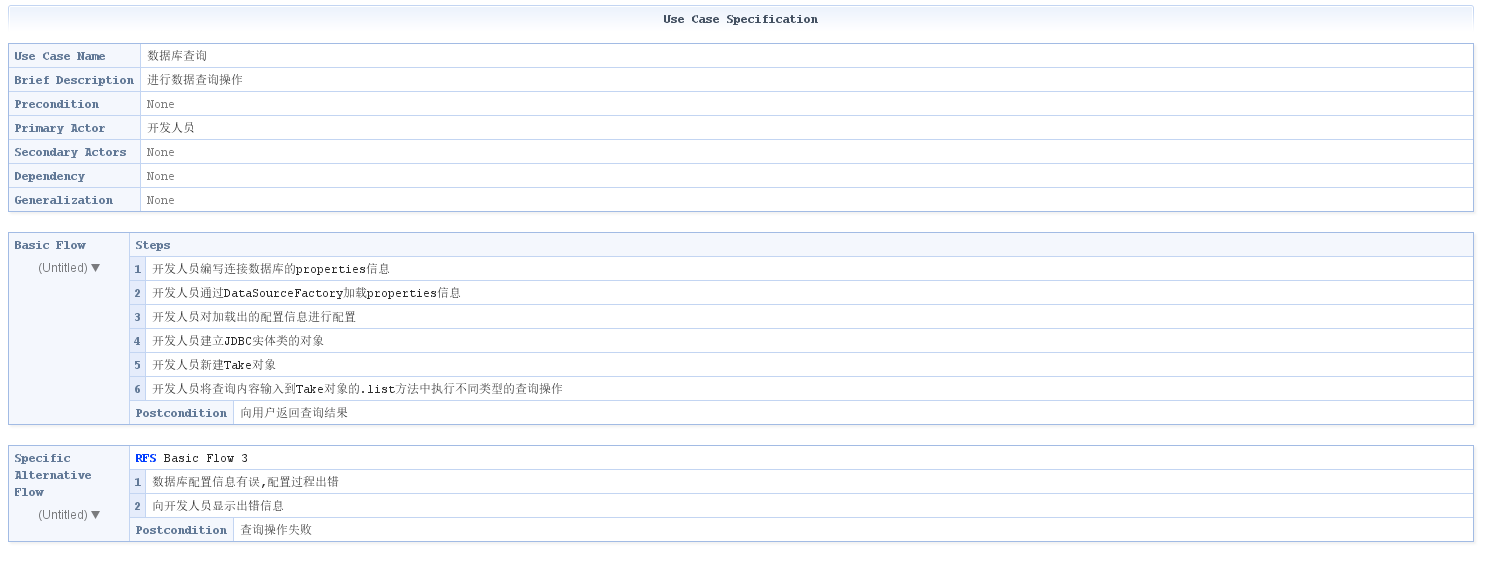 Use Case Specification
Use Case Name 数据库查询
Brief Description 进行数据查询操作
Precondition None
Primary Actor 开发人员
Secondary Actors None
Dependency None
Generalization None
Basic Flow Steps
(Untitled) ▼ 1 开发人员编写连接数据库的properties信息
2 开发人员通过DataSourceFactory加载properties信息
3 开发人员对加载出的配置信息进行配置
4 开发人员建立JDBC实体类的对象
5 开发人员新建Take对象
6 开发人员将查询内容输入到Take对象的.list方法中执行不同类型的查询操作
Postcondition 向用户返回查询结果
Specific Alternative Flow RFS Basic Flow 3
1 数据库配置信息有误,配置过程出错
(Untitled) ▼ 2 向开发人员显示出错信息
Postcondition 查询操作失败